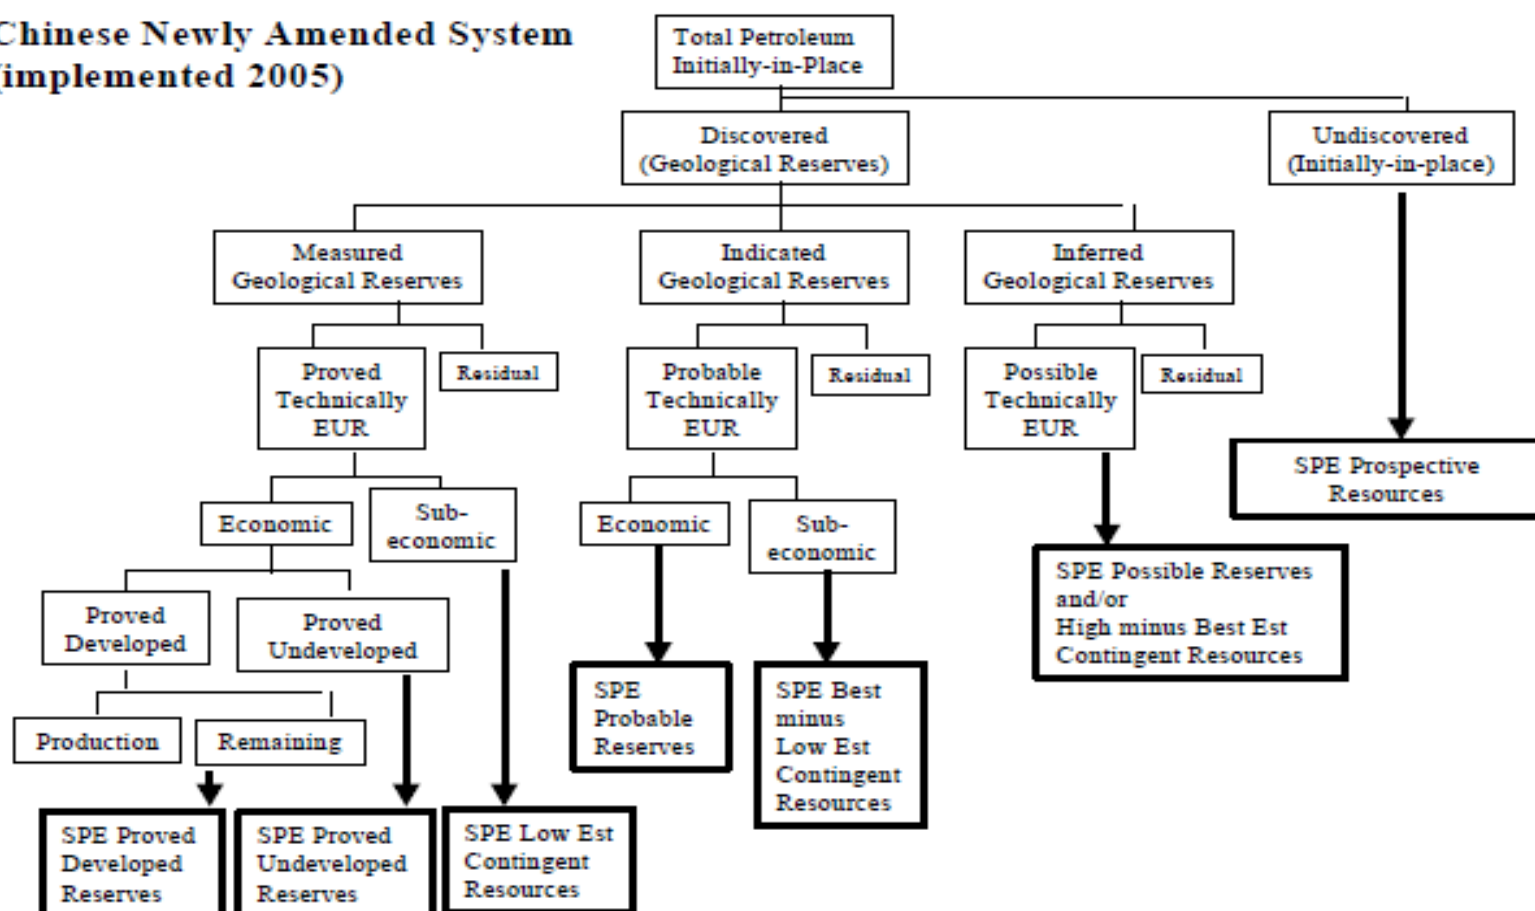 Chinese Newly Amended System
(implemented 2005)
Total Petroleum
Initially-in-Place
Discovered
(Geological Reserves)
Undiscovered
(Initially-in-place)
Measured
Geological Reserves
Indicated
Geological Reserves
Inferred
Geological Reserves
Proved
Technically
EUR
Residual
Probable
Technically
EUR
Residual
Possible
Technically
EUR
Residual
SPE Prospective
Resources
Economic
Sub-
economic
Economic
Sub-
economic
SPE Possible Reserves
and/or
High minus Best Est
Contingent Resources
Proved
Developed
Proved
Undeveloped
Production
Remaining
SPE
Probable
Reserves
SPE Best
minus
Low Est
Contingent
Resources
SPE Proved
Developed
Reserves
SPE Proved
Undeveloped
Reserves
SPE Low Est
Contingent
Resources